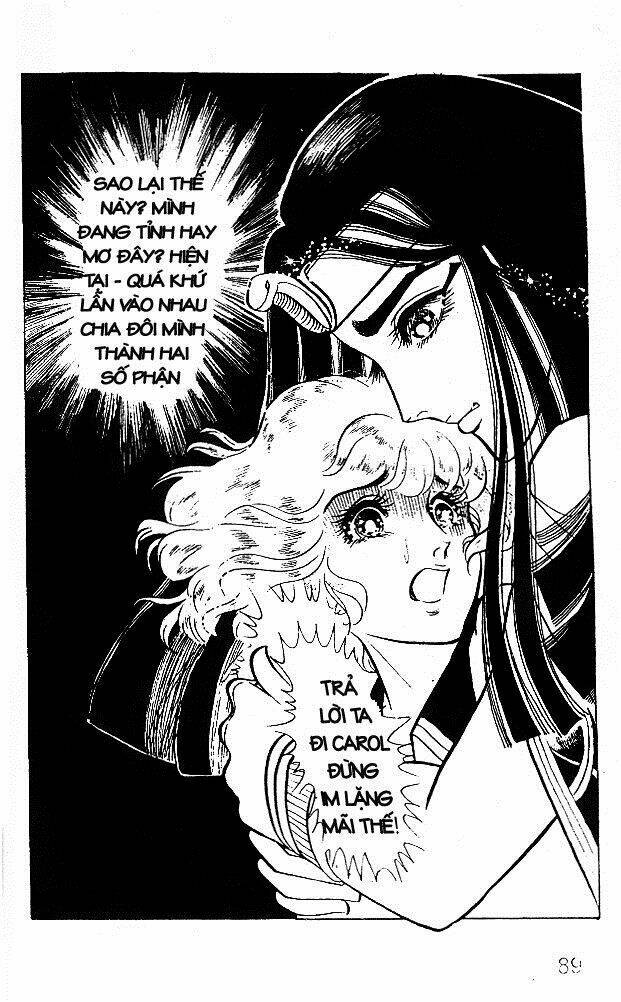 SAO LẠI THẾ
NÀY? MÌNH
ĐANG TỈNH HAY
MƠ ĐÂY? HIỆN
TẠI - QUÁ KHỨ
LẪN VÀO NHAU
CHIA ĐÔI MÌNH
THÀNH HAI
SỐ PHẬN
TRẢ
LỜI TA
ĐI CAROL
ĐỪNG
IM LẶNG
MÃI THẾ!
89